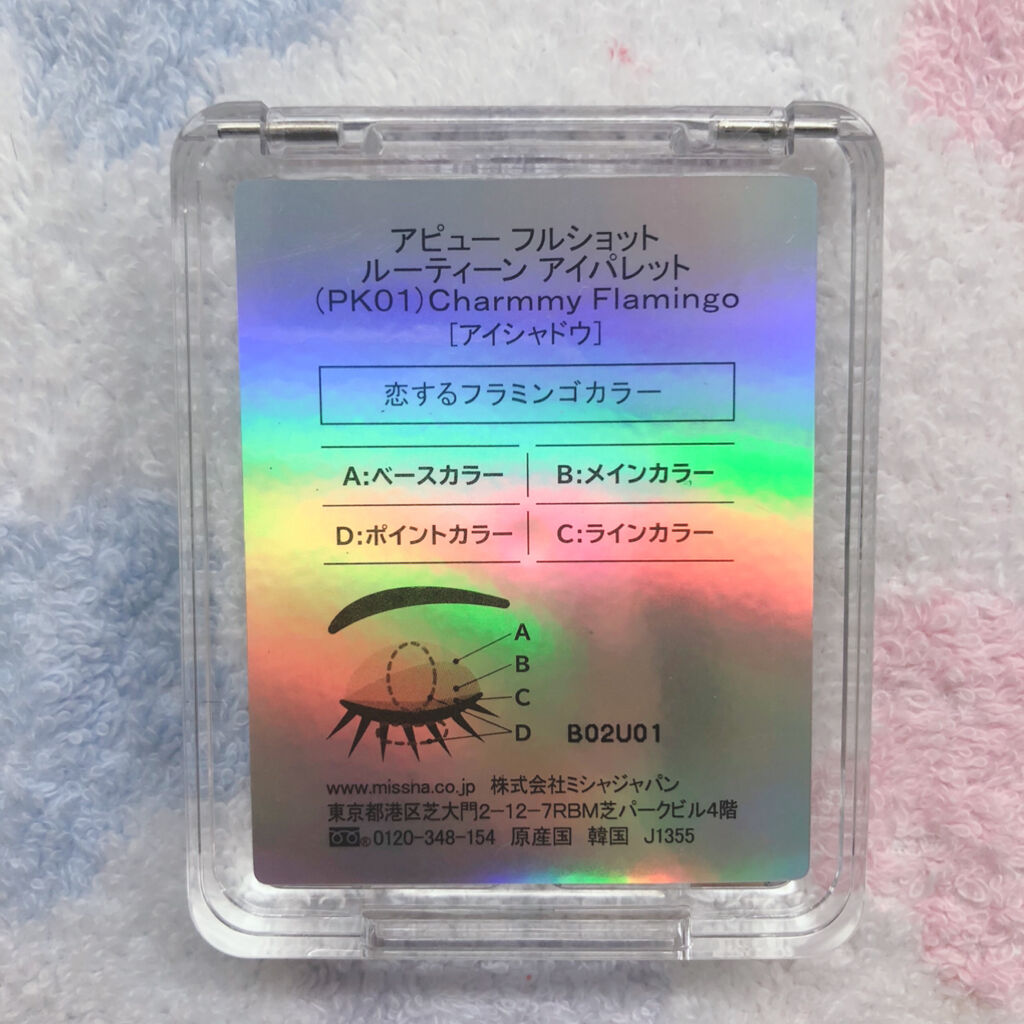 アピュー フルショット
ルーティーン アイパレット
(PK01)Charmmy Flamingo
[アイシャドウ]
恋するフラミンゴカラー
A:ベースカラー B:メインカラー
D:ポイントカラー C:ラインカラー
A
B
C
D B02U01
www.missha.co.jp 株式会社ミシャジャパン
東京都港区芝大門2-12-7RBM芝パークビル4階
®0120-348-154 原産国 韓国 J1355